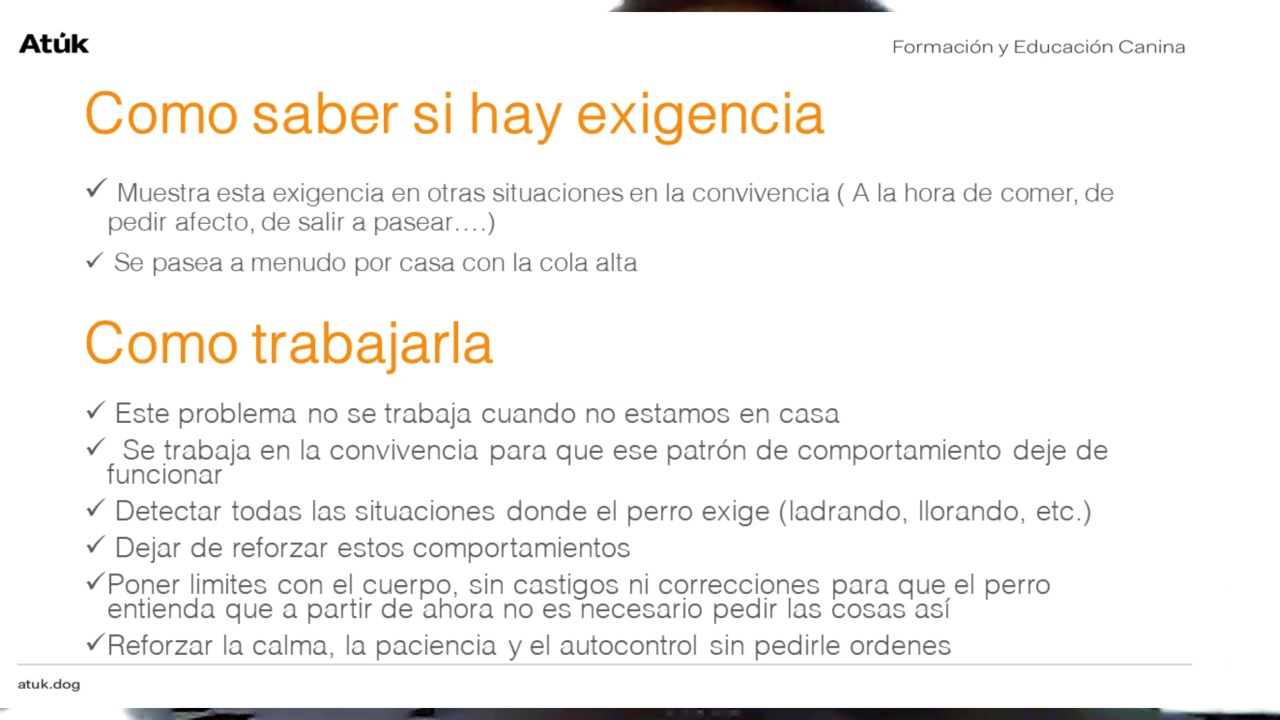 Atúk
Formación y Educación Canina
Como saber si hay exigencia
✓ Muestra esta exigencia en otras situaciones en la convivencia ( A la hora de comer, de
pedir afecto, de salir a pasear….)
✓ Se pasea a menudo por casa con la cola alta
Como trabajarla
✓ Este problema no se trabaja cuando no estamos en casa
✓ Se trabaja en la convivencia para que ese patrón de comportamiento deje de
funcionar
✓ Detectar todas las situaciones donde el perro exige (ladrando, llorando, etc.)
✓ Dejar de reforzar estos comportamientos
✓Poner limites con el cuerpo, sin castigos ni correcciones para que el perro
entienda que a partir de ahora no es necesario pedir las cosas así
✓Reforzar la calma, la paciencia y el autocontrol sin pedirle ordenes
atuk.dog